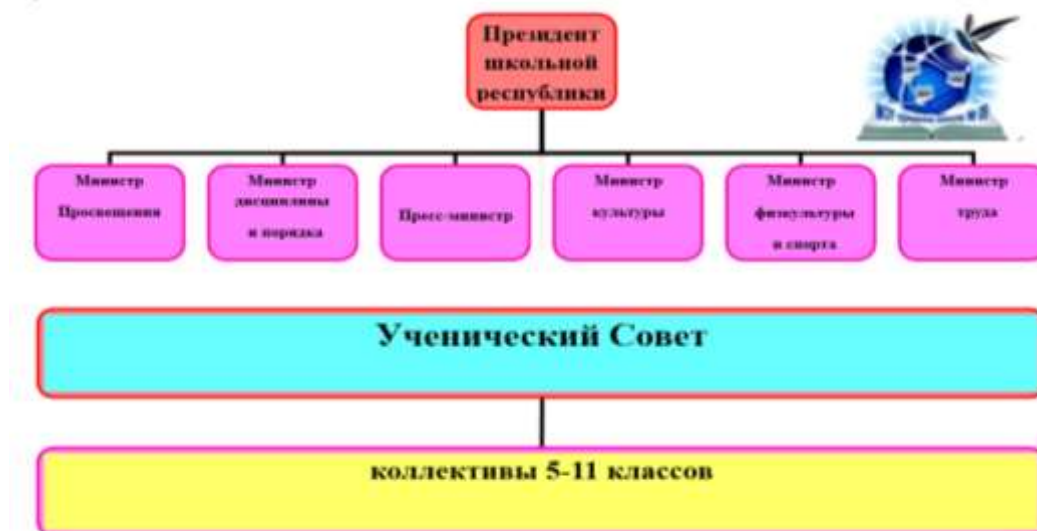 Президент
школьной
республики
Министр
Просвещения
Министр
дисциплины
и порядка
Пресс-министр
Министр
культуры
Министр
физкультуры
и спорта
Министр
труда
Ученический Совет
коллективы 5-11 классов